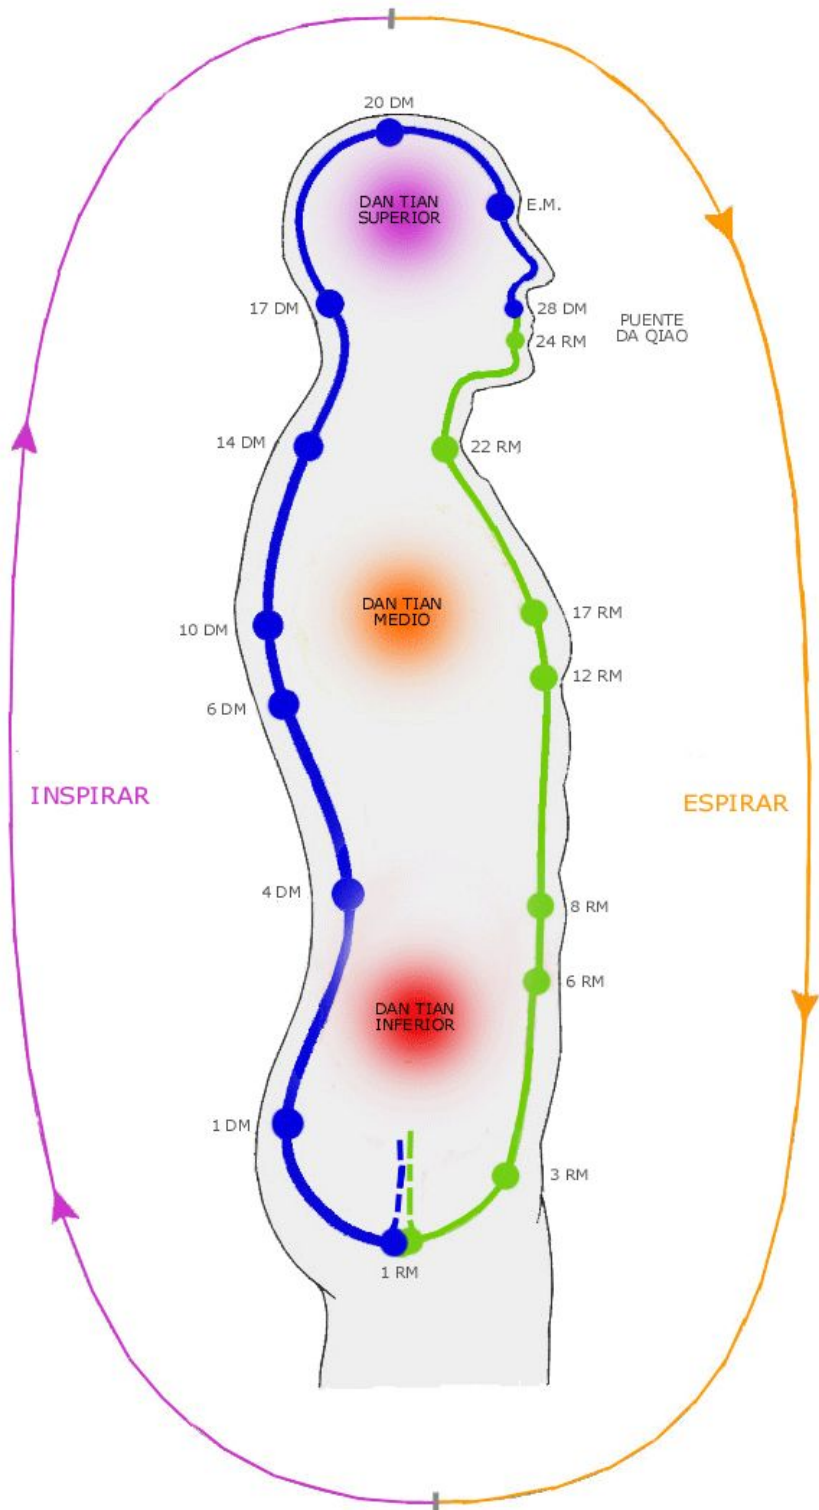 20 DM
DAN TIAN
SUPERIOR
E.M.
17 DM
28 DM
PUENTE
DA QIAO
24 RM
14 DM
22 RM
DAN TIAN
MEDIO
17 RM
10 DM
12 RM
6 DM
INSPIRAR
ESPIRAR
4 DM
8 RM
6 RM
DAN TIAN
INFERIOR
1 DM
3 RM
1 RM